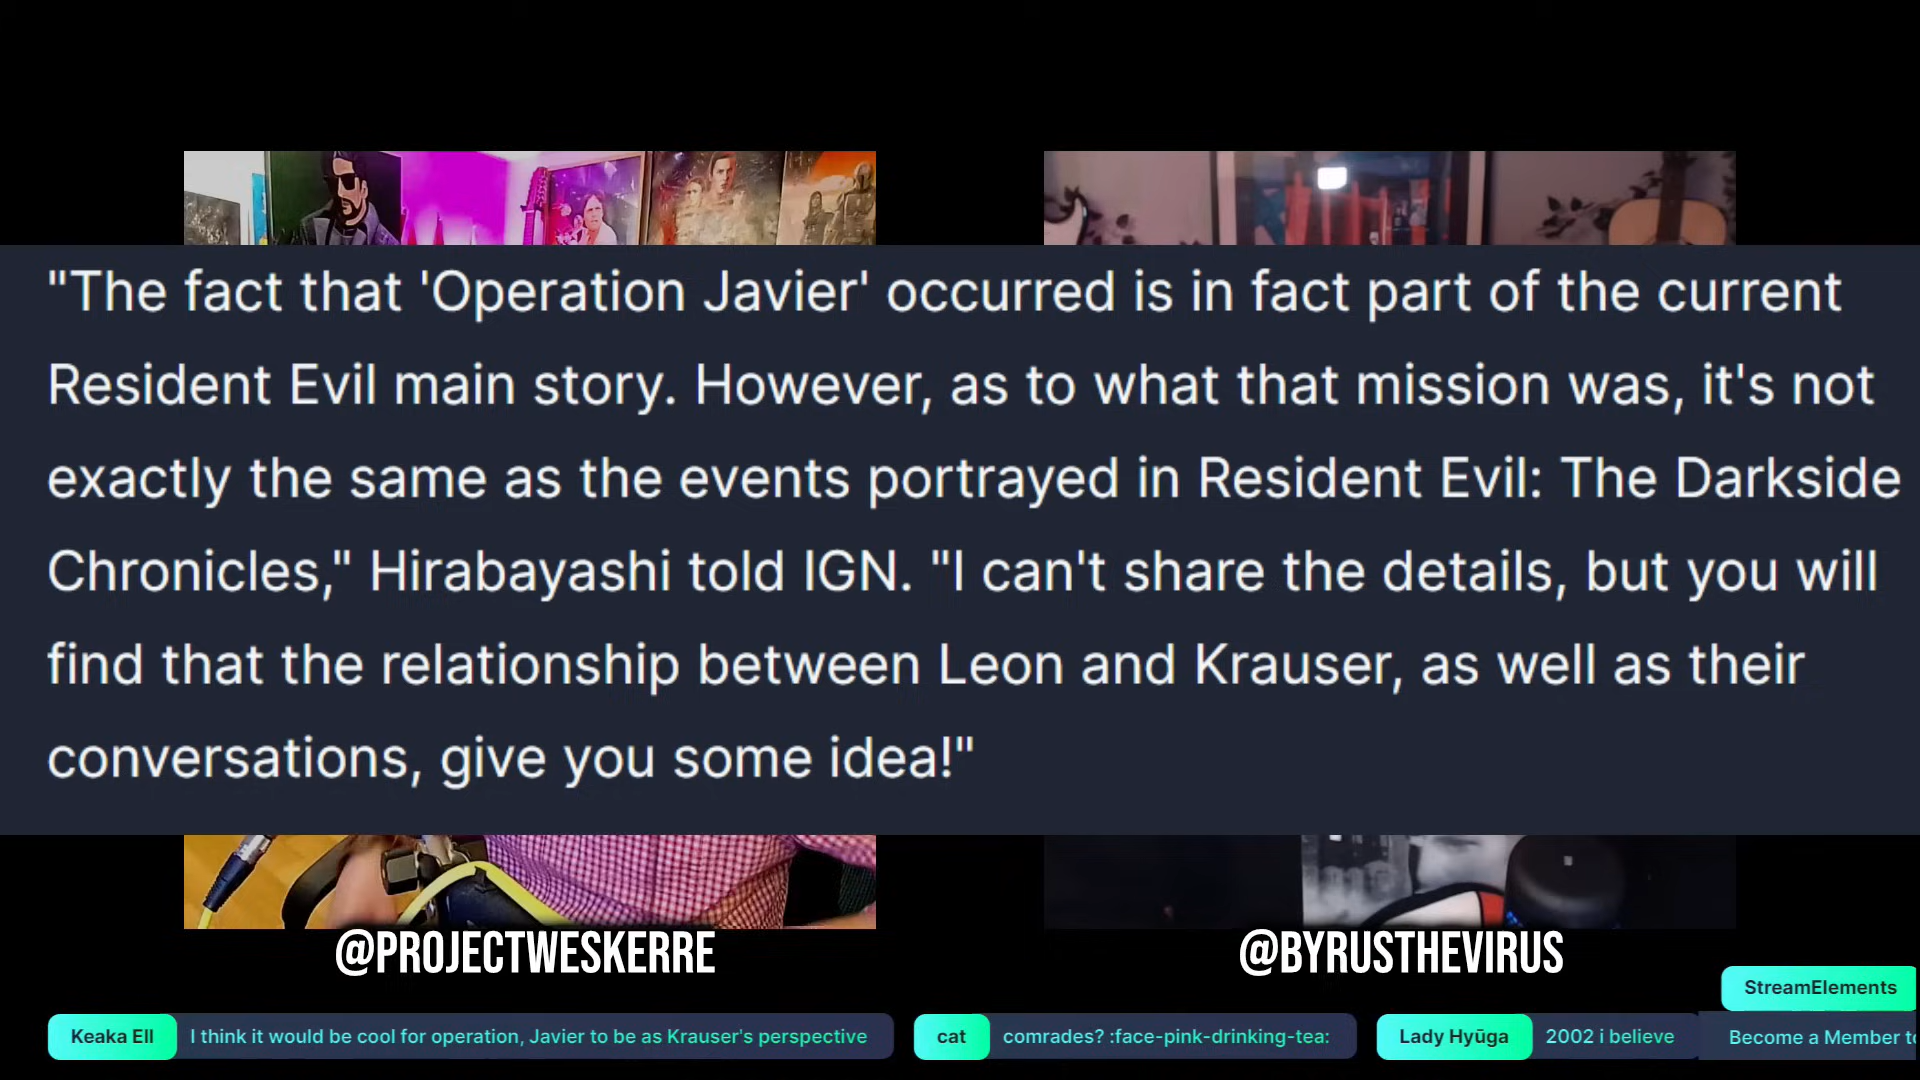 "The fact that 'Operation Javier' occurred is in fact part of the current
Resident Evil main story. However, as to what that mission was, it's not
exactly the same as the events portrayed in Resident Evil: The Darkside
Chronicles," Hirabayashi told IGN. "I can't share the details, but you will
find that the relationship between Leon and Krauser, as well as their
conversations, give you some idea!"
@PROJECTWESKERRE
@BYRUSTHEVIRUS
StreamElements
Keaka Ell I think it would be cool for operation, Javier to be as Krauser's perspective
cat comrades? :face-pink-drinking-tea:
Lady Hyūga 2002 i believe
Become a Member